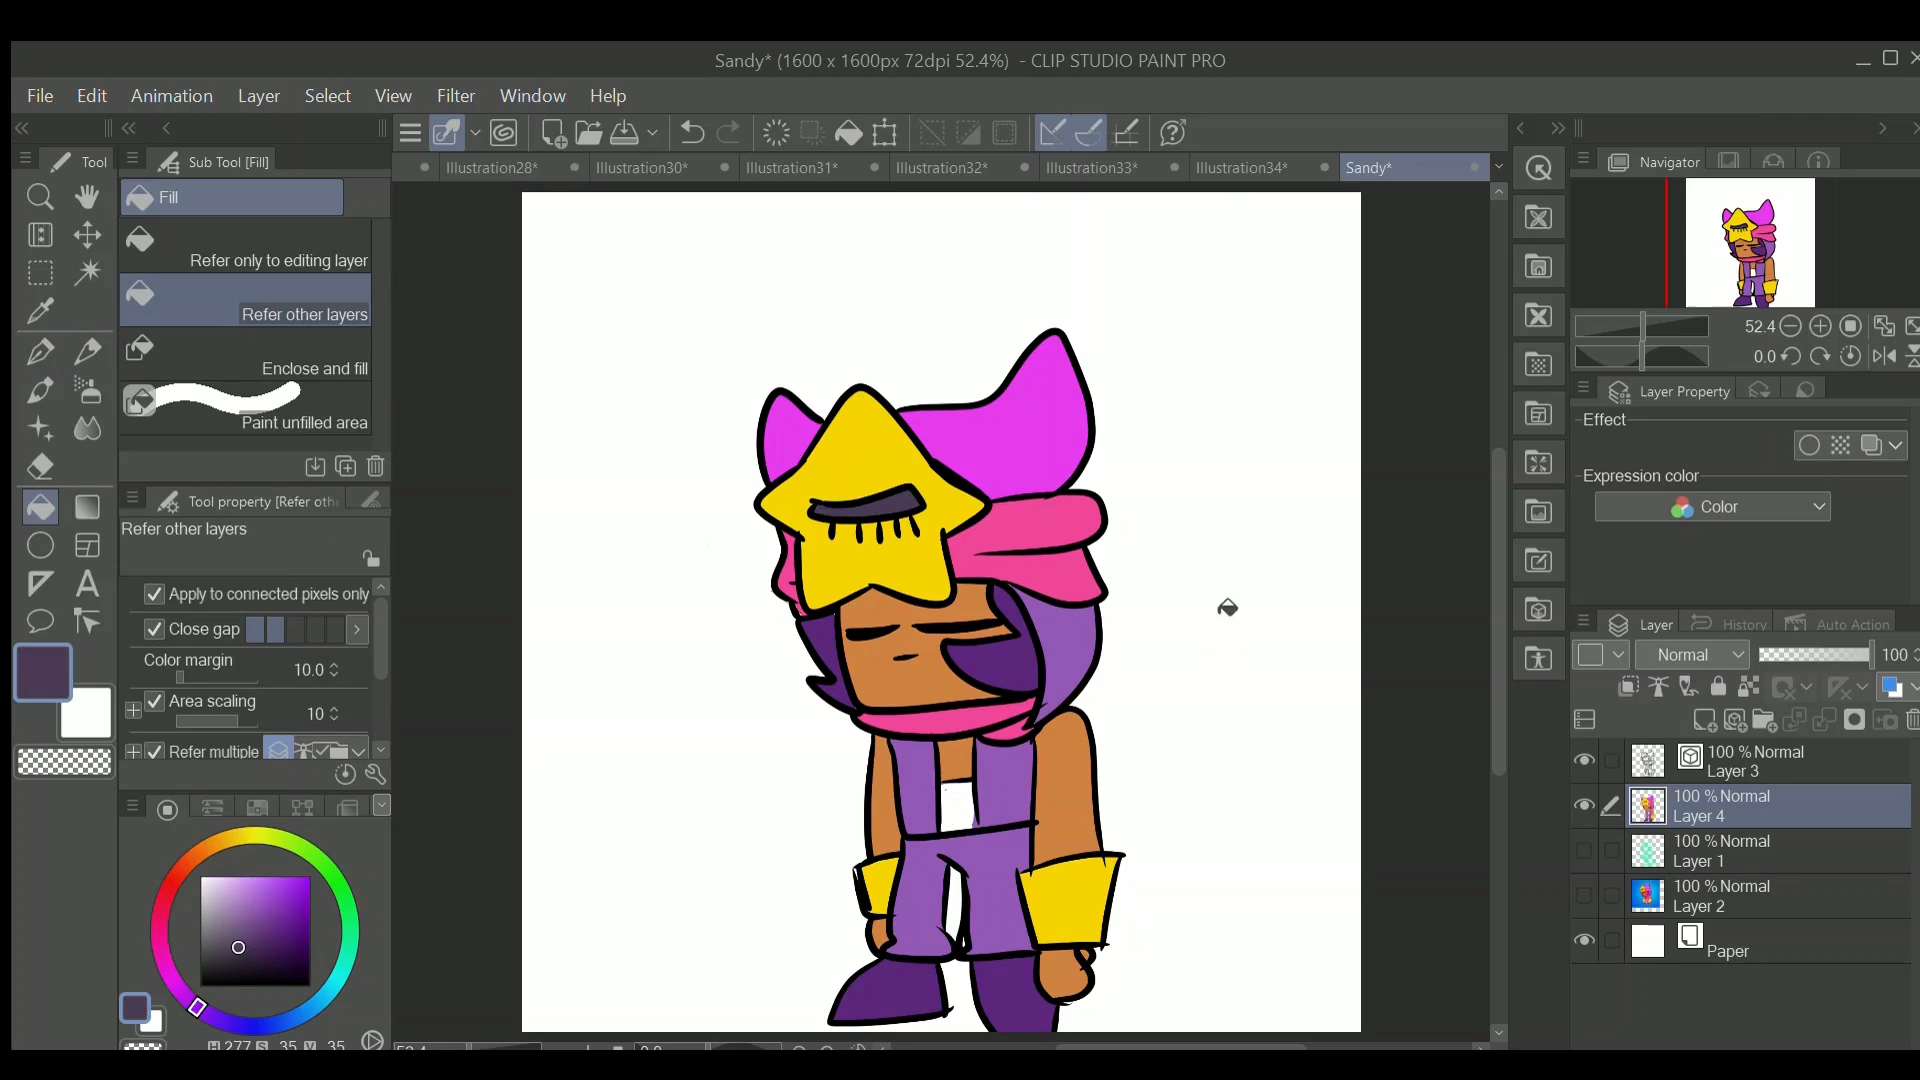 Sandy* (1600 x 1600px 72dpi 52.4%) - CLIP STUDIO PAINT PRO
File Edit Animation Layer Select View Filter Window Help
Tool
Sub Tool [Fill]
Illustration28* Illustration30* Illustration31* Illustration32* Illustration33* Illustration34* Sandy*
Navigator
Fill
Refer only to editing layer
Refer other layers
Enclose and fill
Paint unfilled area
52.4
0.0
Layer Property
Effect
Expression color
Color
Tool property [Refer oth
Refer other layers
Apply to connected pixels only
Close gap
Color margin 10.0
Area scaling 10
Refer multiple
Layer History Auto Action
Normal 100
100 % Normal
Layer 3
100 % Normal
Layer 4
100 % Normal
Layer 1
100 % Normal
Layer 2
Paper
H 277 S 35 V 35